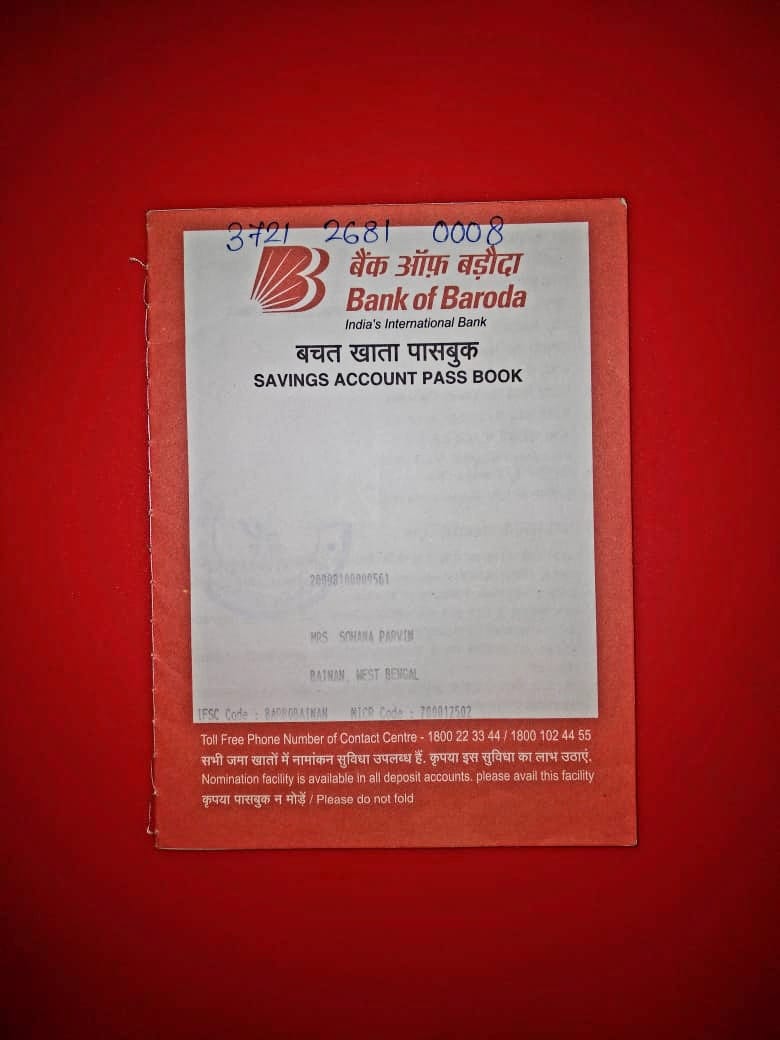 3721 2681 0008
बैंक ऑफ़ बड़ौदा
Bank of Baroda
India's International Bank
बचत खाता पासबुक
SAVINGS ACCOUNT PASS BOOK
MRS SOHANA PARVIN
BAINAN, WEST BENGAL
IFSC Code : BARB0BAINAN MICR Code : 700012502
Toll Free Phone Number of Contact Centre - 1800 22 33 44 / 1800 102 44 55
सभी जमा खातों में नामांकन सुविधा उपलब्ध हैं. कृपया इस सुविधा का लाभ उठाएं.
Nomination facility is available in all deposit accounts. please avail this facility
कृपया पासबुक न मोड़ें / Please do not fold